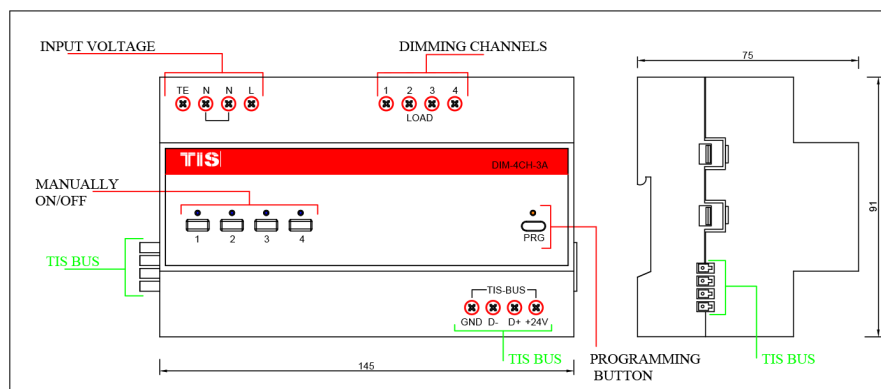 INPUT VOLTAGE
DIMMING CHANNELS
75
TE N N L
1 2 3 4
LOAD
TIS
DIM-4CH-3A
MANUALLY
ON/OFF
1 2 3 4
PRG
91
TIS BUS
TIS-BUS
GND D- D+ +24V
TIS BUS
PROGRAMMING
BUTTON
TIS BUS
145